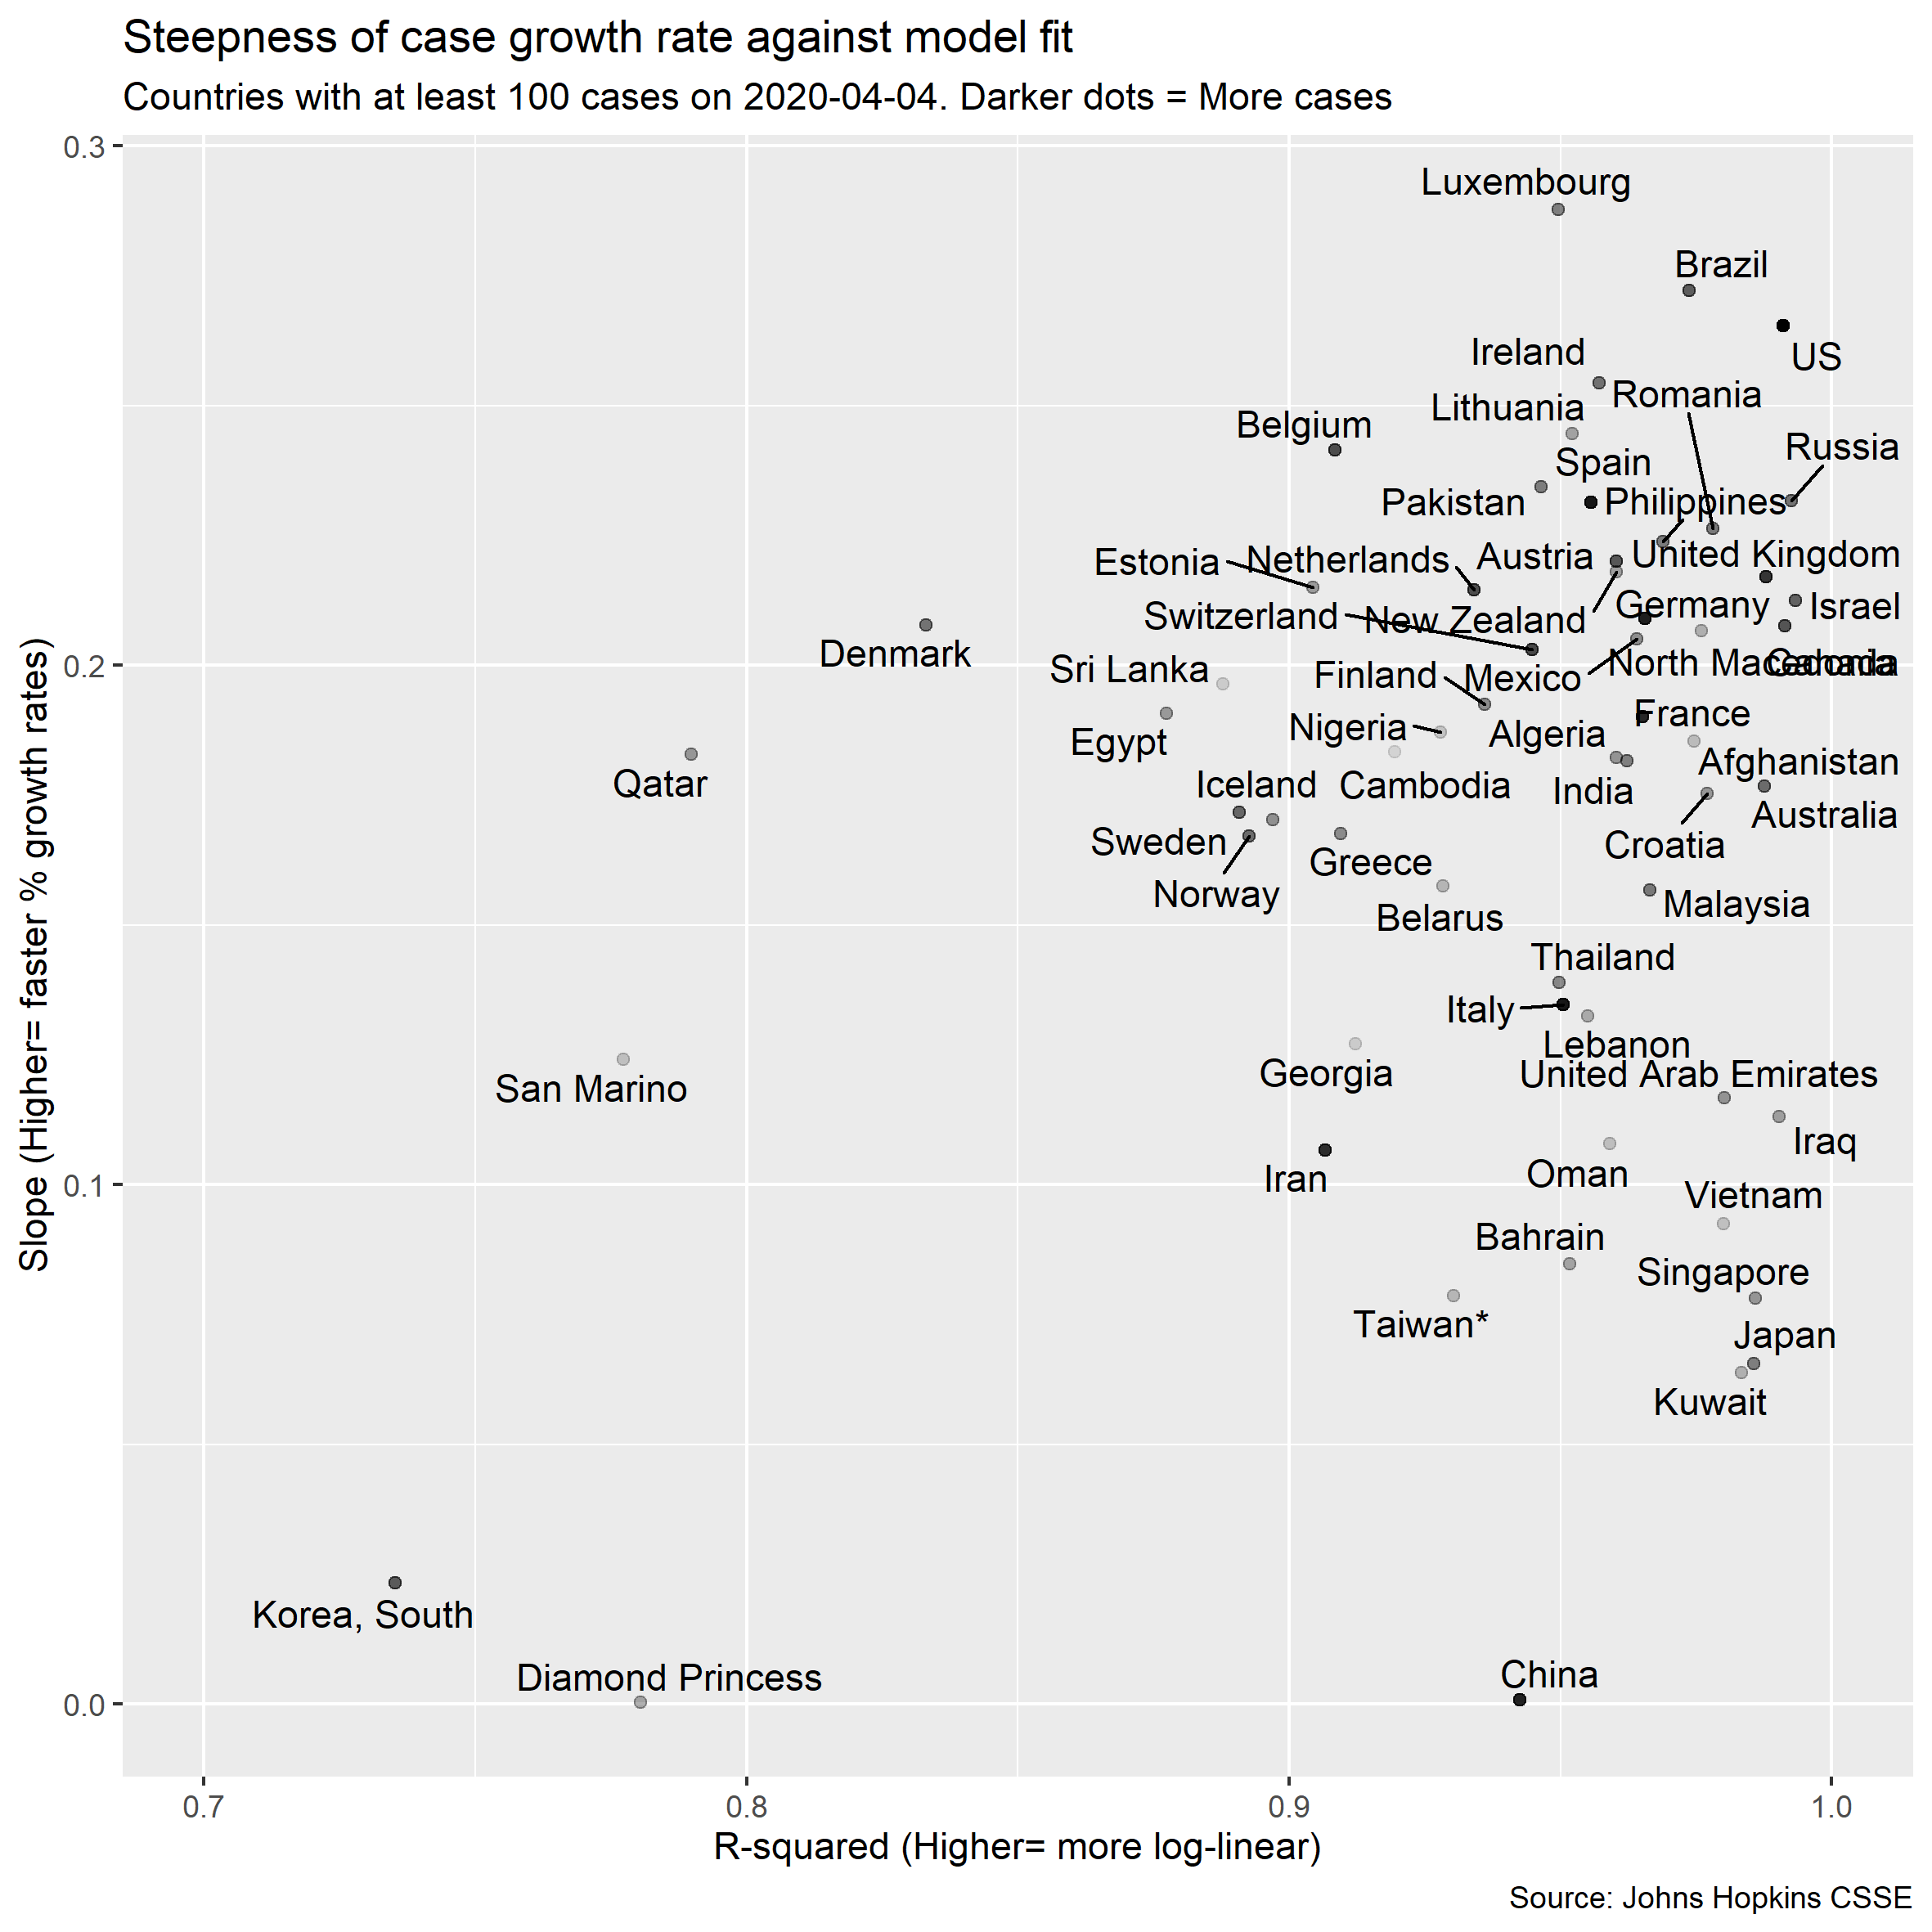 Steepness of case growth rate against model fit
Countries with at least 100 cases on 2020-04-04. Darker dots = More cases
Slope (Higher= faster % growth rates)
0.3
0.2
0.1
0.0
Luxembourg
Brazil
US
Ireland
Romania
Lithuania
Belgium
Russia
Spain
Pakistan
Philippines
United Kingdom
Austria
Netherlands
Estonia
Germany
Israel
Switzerland
New Zealand
Denmark
North Macedonia
Canada
Sri Lanka
Finland
Mexico
France
Nigeria
Algeria
Egypt
Afghanistan
Qatar
Iceland
Cambodia
India
Australia
Sweden
Croatia
Greece
Norway
Malaysia
Belarus
Thailand
Italy
Lebanon
Georgia
United Arab Emirates
San Marino
Iraq
Iran
Oman
Vietnam
Bahrain
Singapore
Taiwan*
Japan
Kuwait
Korea, South
Diamond Princess
China
0.7
0.8
0.9
1.0
R-squared (Higher= more log-linear)
Source: Johns Hopkins CSSE